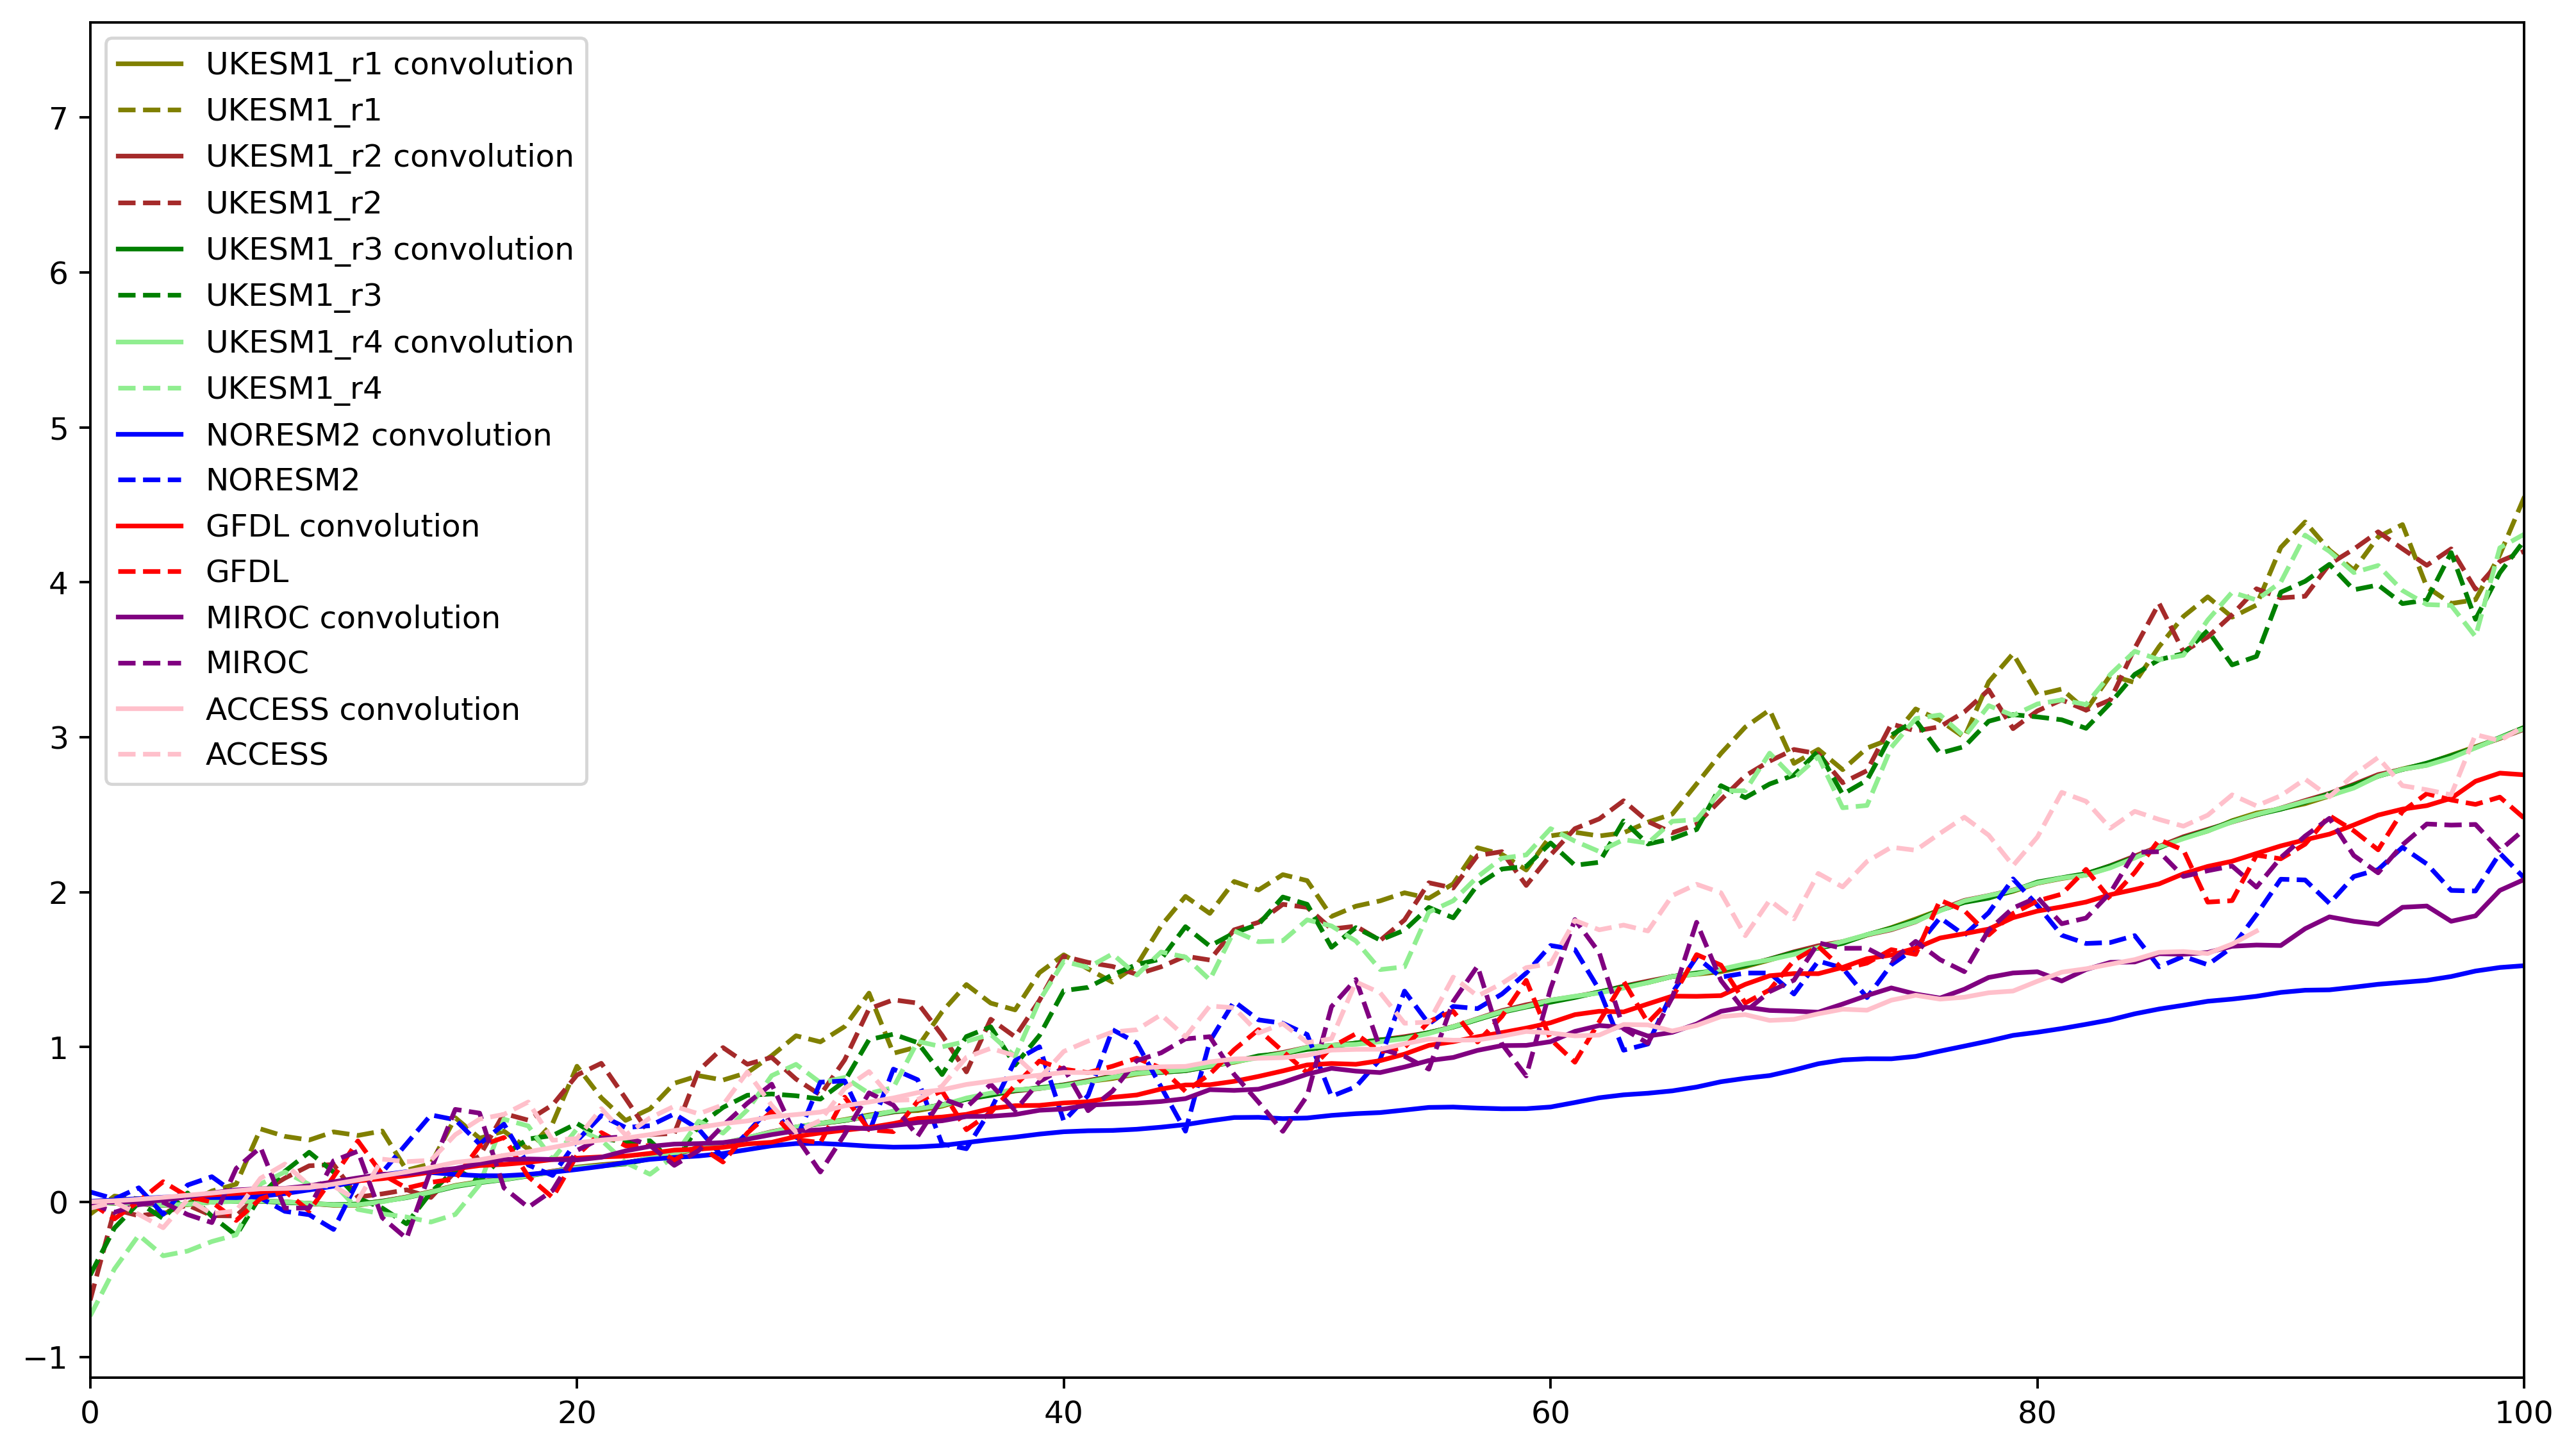 UKESM1_r1 convolution
UKESM1_r1
UKESM1_r2 convolution
UKESM1_r2
UKESM1_r3 convolution
UKESM1_r3
UKESM1_r4 convolution
UKESM1_r4
NORESM2 convolution
NORESM2
GFDL convolution
GFDL
MIROC convolution
MIROC
ACCESS convolution
ACCESS
7
6
5
4
3
2
1
0
−1
0 20 40 60 80 100